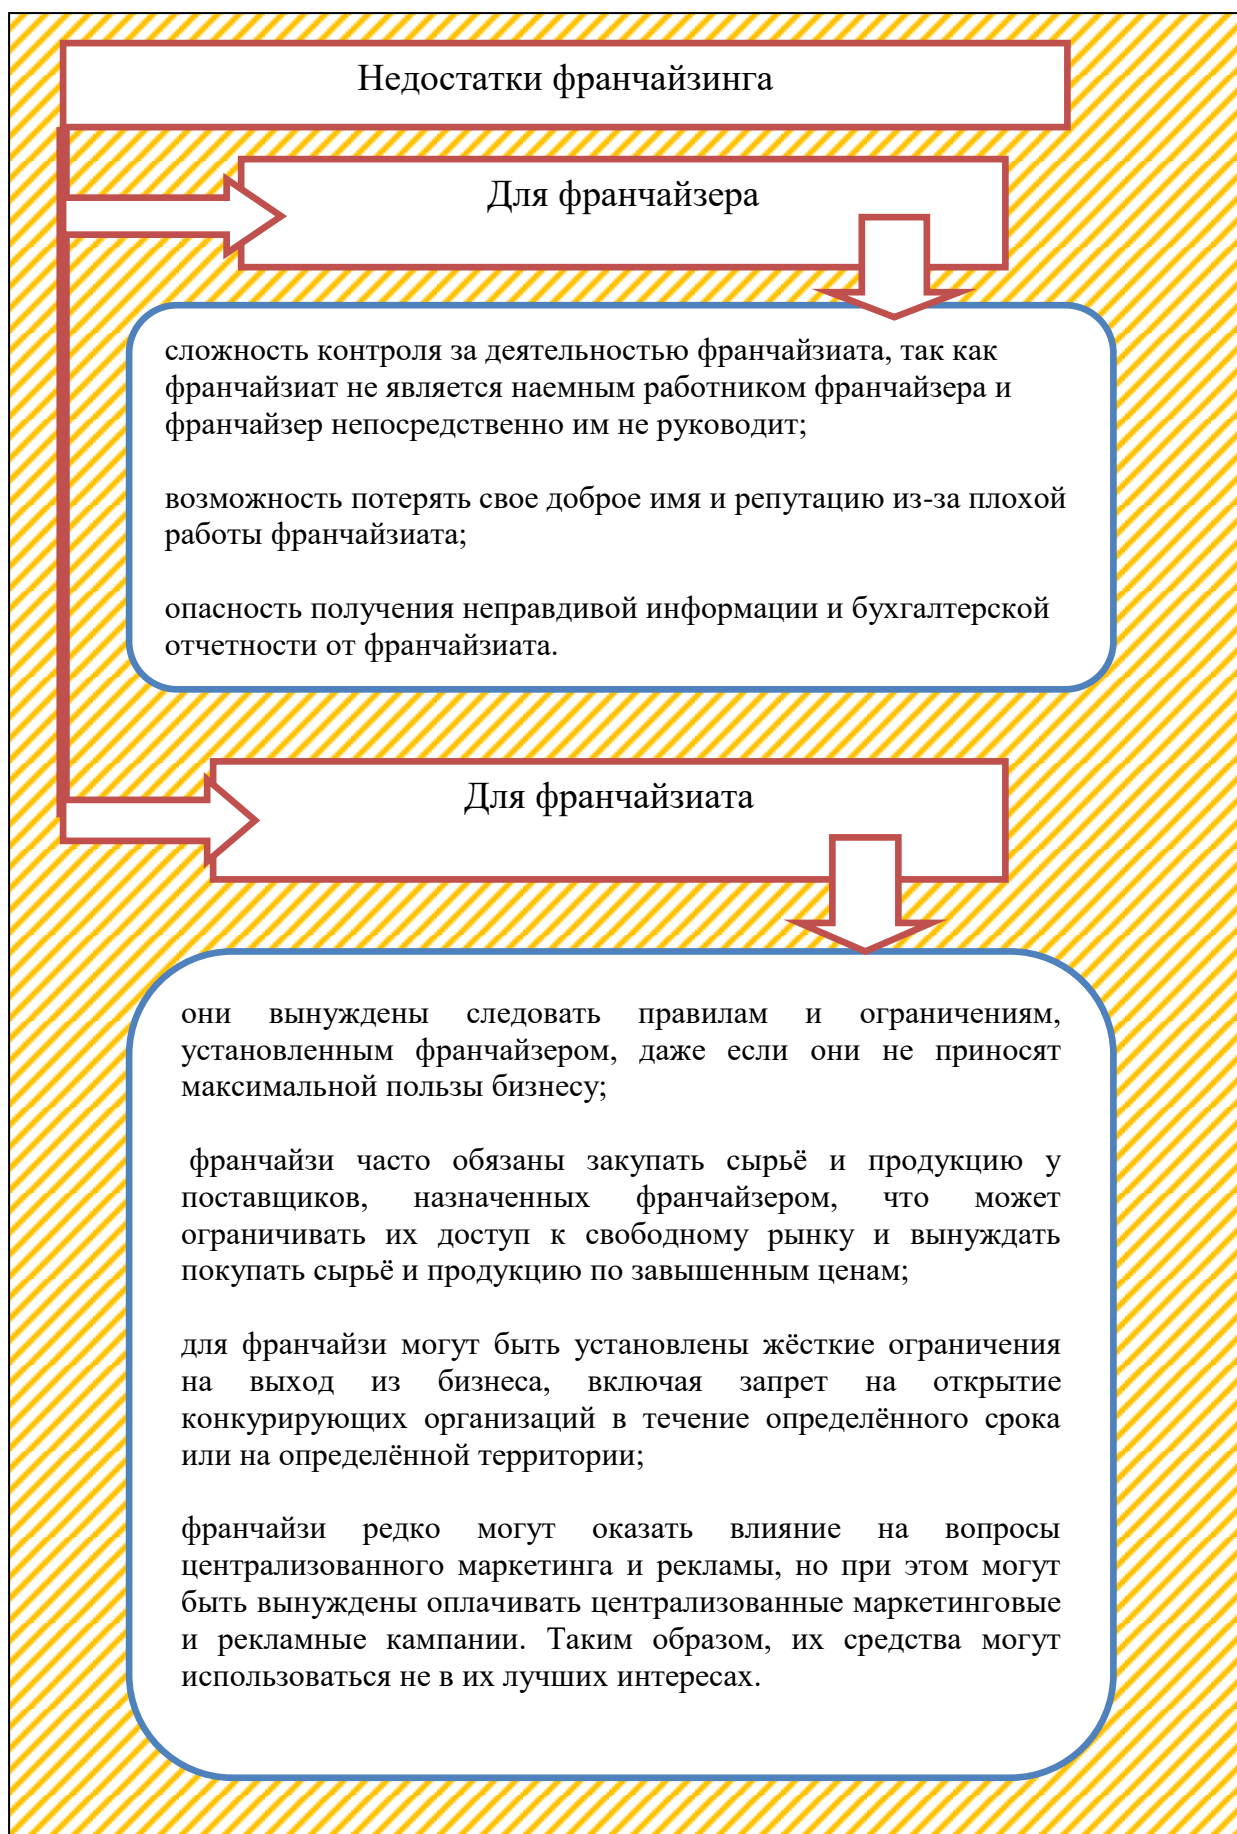 Недостатки франчайзинга
Для франчайзера
сложность контроля за деятельностью франчайзиата, так как
франчайзиат не является наемным работником франчайзера и
франчайзер непосредственно им не руководит;
возможность потерять свое доброе имя и репутацию из-за плохой
работы франчайзиата;
опасность получения неправдивой информации и бухгалтерской
отчетности от франчайзиата.
Для франчайзиата
они вынуждены следовать правилам и ограничениям,
установленным франчайзером, даже если они не приносят
максимальной пользы бизнесу;
франчайзи часто обязаны закупать сырьё и продукцию у
поставщиков, назначенных франчайзером, что может
ограничивать их доступ к свободному рынку и вынуждать
покупать сырьё и продукцию по завышенным ценам;
для франчайзи могут быть установлены жёсткие ограничения
на выход из бизнеса, включая запрет на открытие
конкурирующих организаций в течение определённого срока
или на определённой территории;
франчайзи редко могут оказать влияние на вопросы
централизованного маркетинга и рекламы, но при этом могут
быть вынуждены оплачивать централизованные маркетинговые
и рекламные кампании. Таким образом, их средства могут
использоваться не в их лучших интересах.